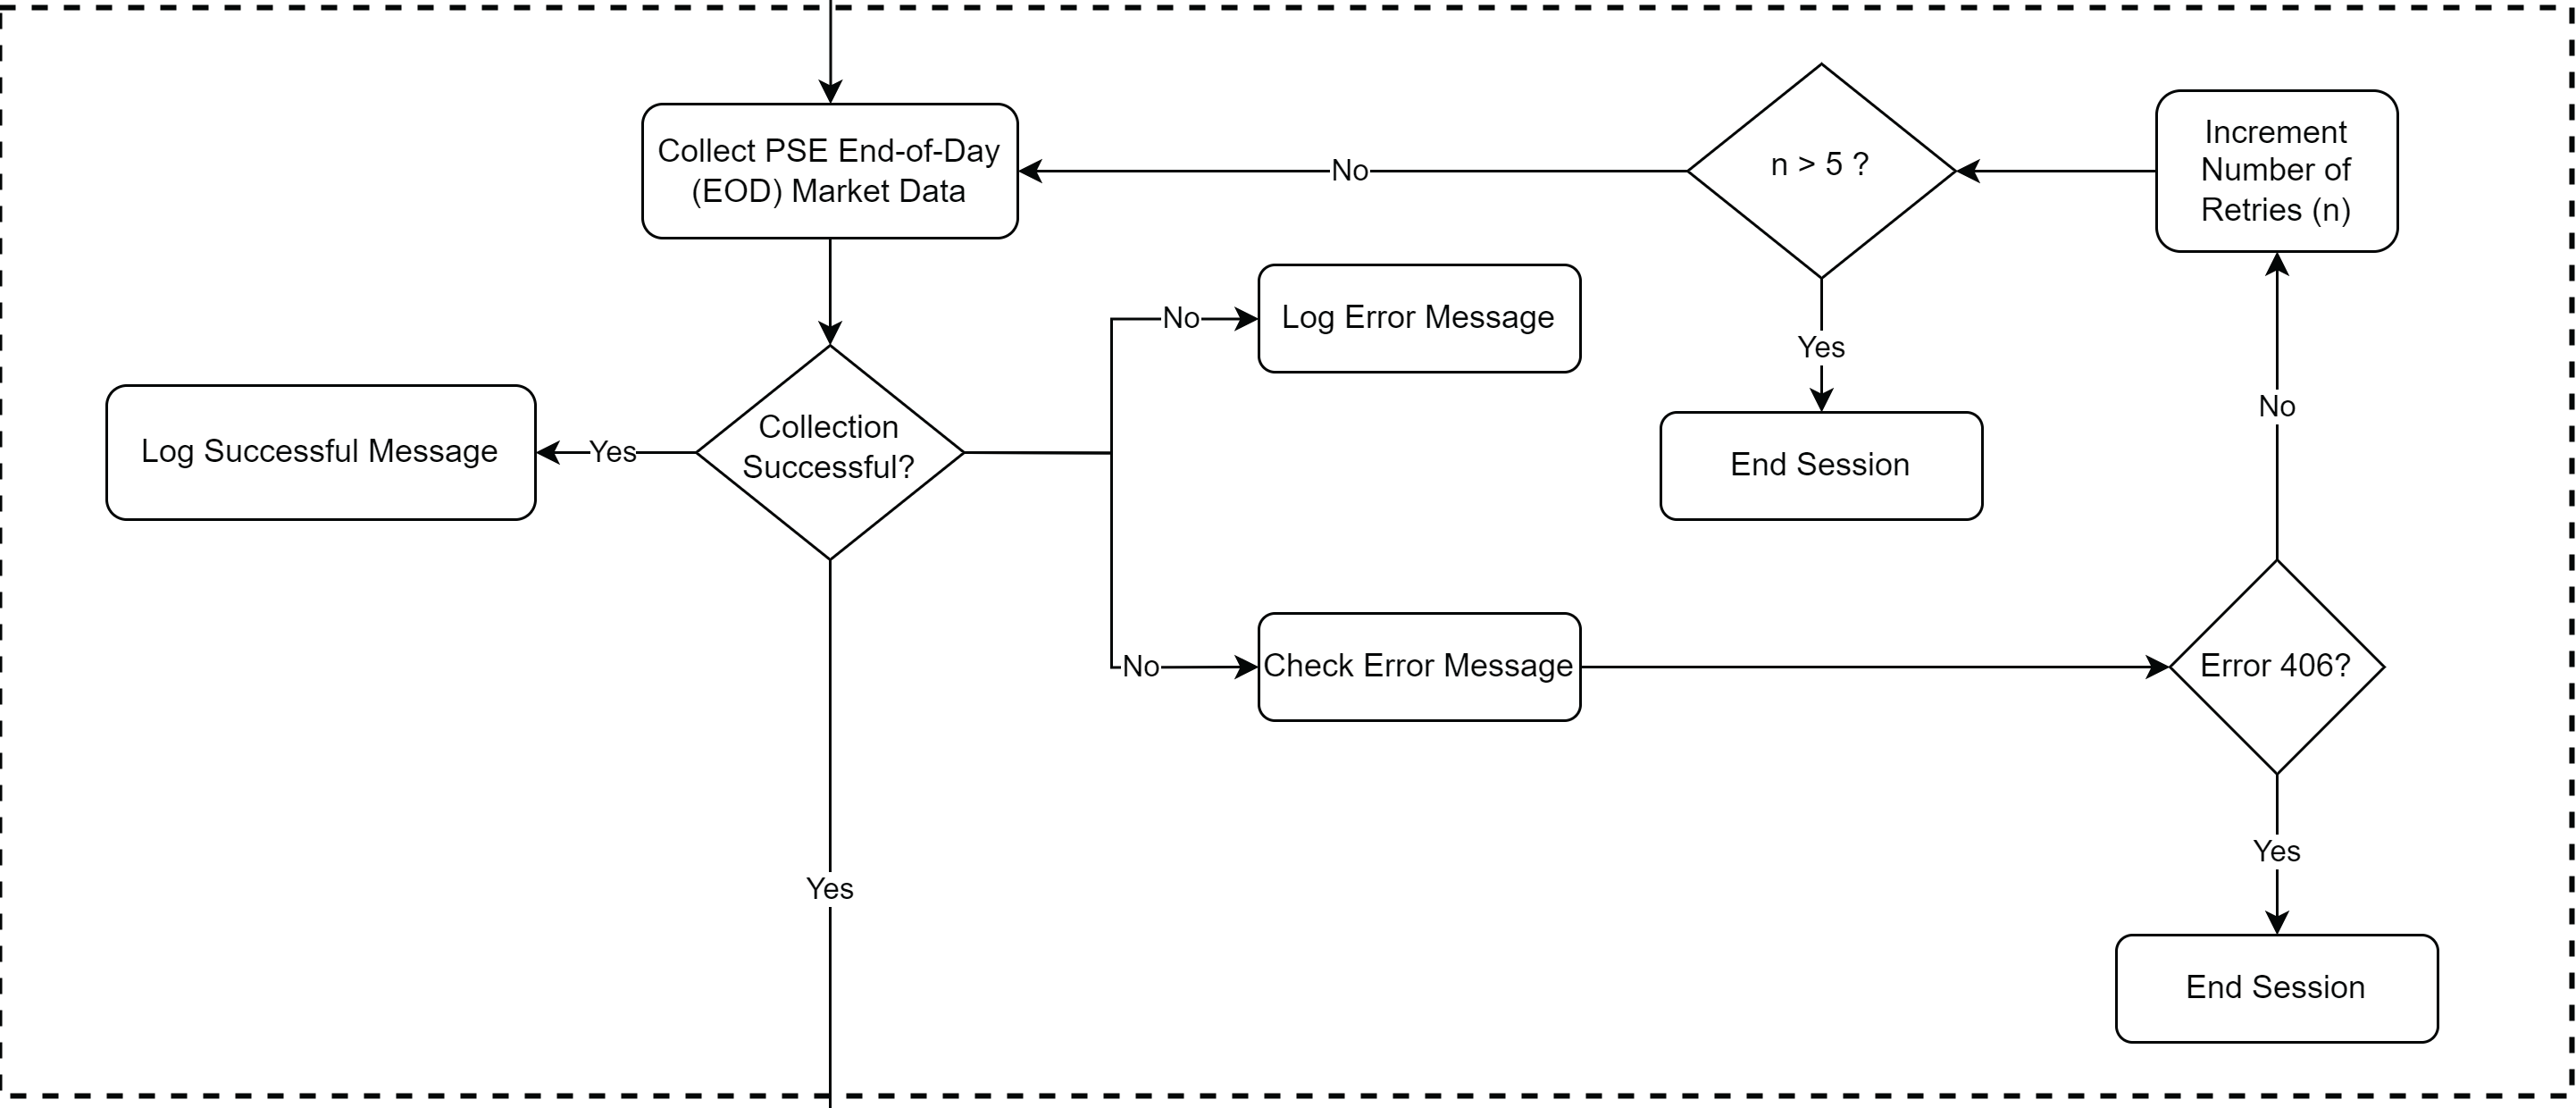 Collect PSE End-of-Day
(EOD) Market Data
No
n > 5 ?
Increment
Number of
Retries (n)
No
Log Error Message
Yes
No
Log Successful Message
Yes
Collection
Successful?
End Session
No
Check Error Message
Error 406?
Yes
Yes
End Session